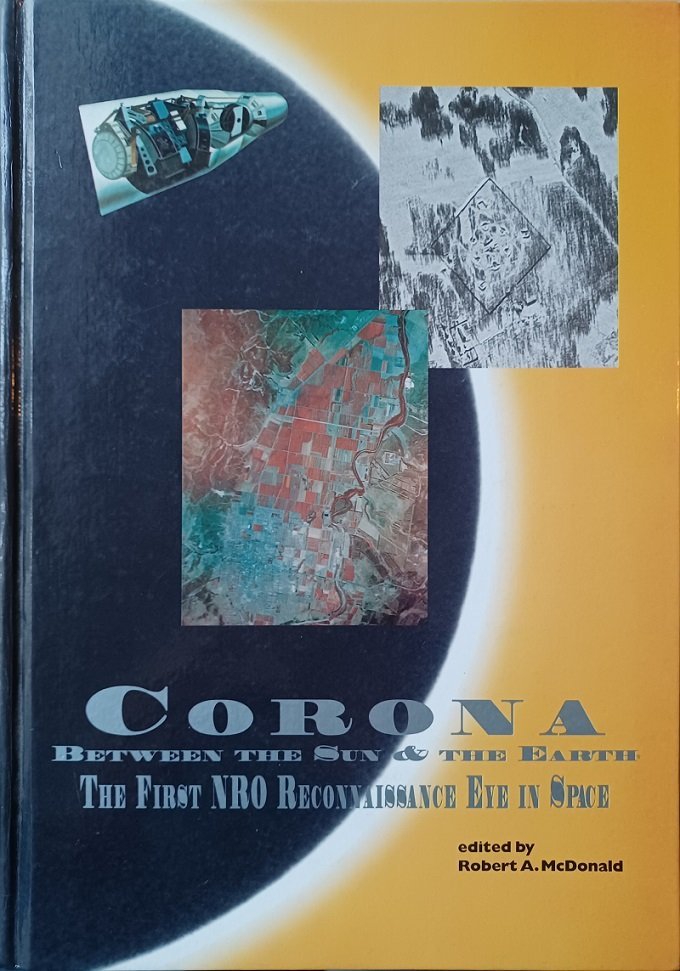 CORONA
BETWEEN THE SUN & THE EARTH
THE FIRST NRO RECONNAISSANCE EYE IN SPACE
edited by
Robert A. McDonald